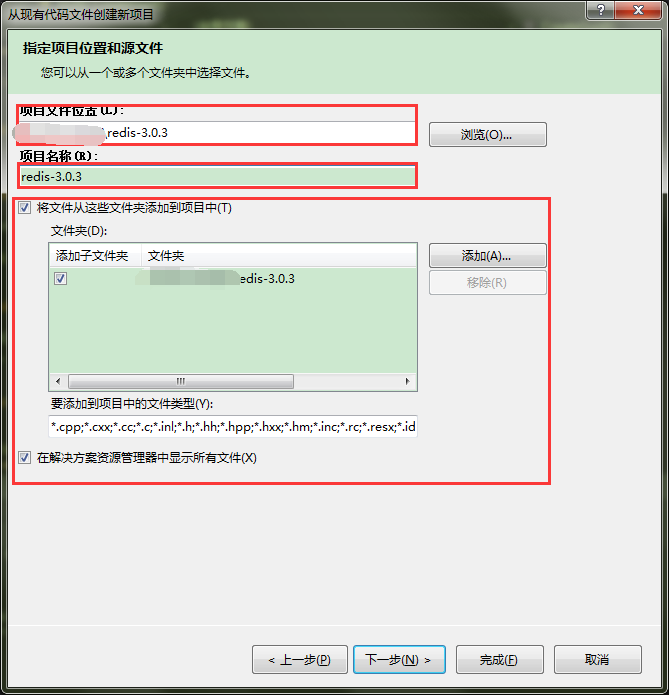 从现有代码文件创建新项目
?
指定项目位置和源文件
您可以从一个或多个文件夹中选择文件。
项目文件位置(L):
\redis-3.0.3
浏览(O)...
项目名称(R):
redis-3.0.3
将文件从这些文件夹添加到项目中(T)
文件夹(D):
添加子文件夹 文件夹
添加(A)...
edis-3.0.3
移除(R)
要添加到项目中的文件类型(Y):
*.cpp;*.cxx;*.cc;*.c;*.inl;*.h;*.hh;*.hpp;*.hxx;*.hm;*.inc;*.rc;*.resx;*.id
在解决方案资源管理器中显示所有文件(X)
< 上一步(P) 下一步(N) > 完成(F) 取消